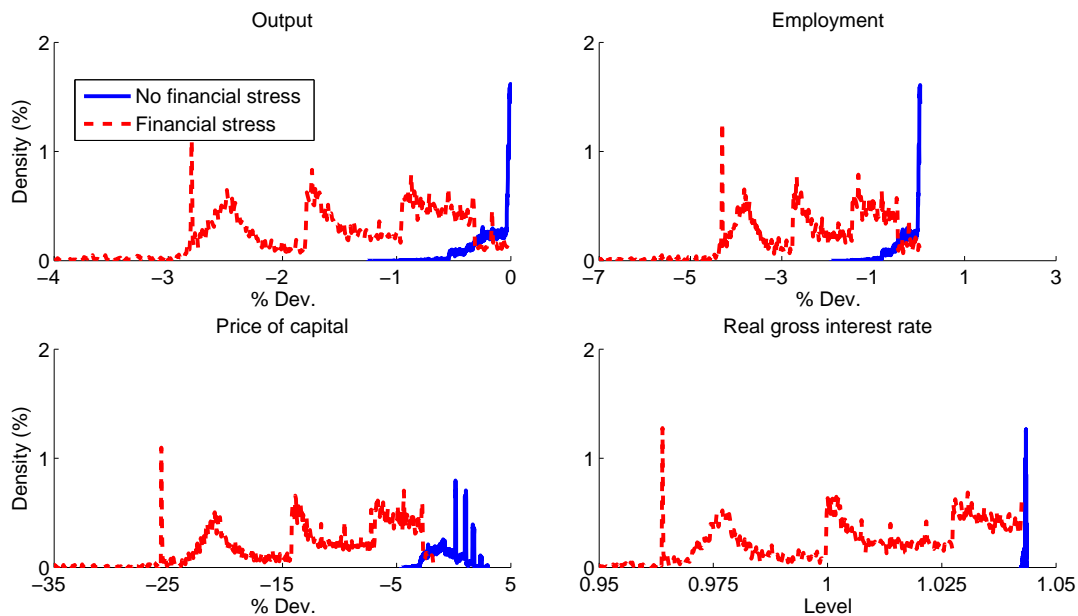 Output
Employment
2
1
0
Density (%)
No financial stress
Financial stress
−4
−3
−2
−1
0
% Dev.
2
1
0
−7
−5
−3
−1
1
3
% Dev.
Price of capital
Real gross interest rate
2
1
0
Density (%)
−35
−25
−15
−5
5
% Dev.
2
1
0
0.95
0.975
1
1.025
1.05
Level